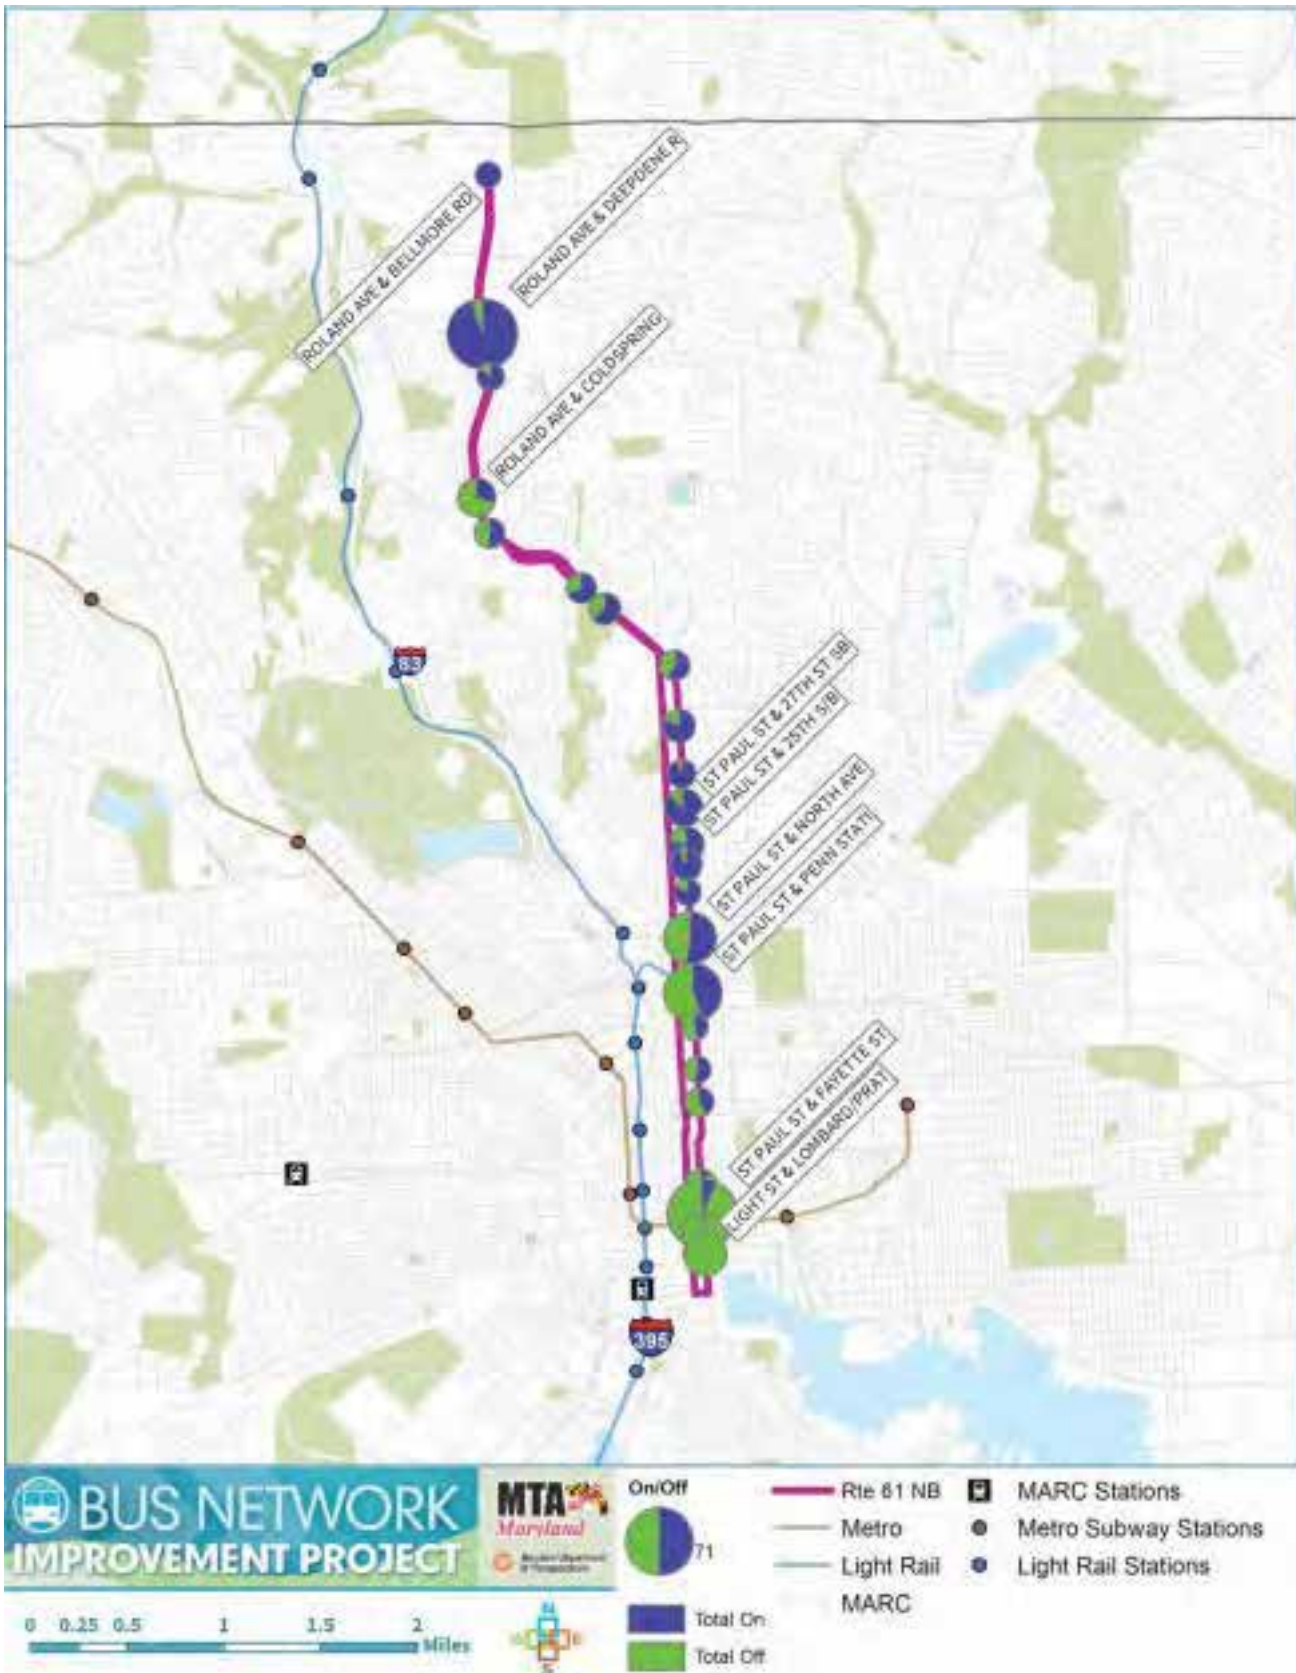 ROLAND AVE & BELLMORE RD
ROLAND AVE & DEEPDENE R
ROLAND AVE & COLDSPRING
83
ST PAUL ST & 27TH ST SB
ST PAUL ST & 25TH S/B
ST PAUL ST & NORTH AVE
ST PAUL ST & PENN STATI
ST PAUL ST & FAYETTE ST
LIGHT ST & LOMBARD/PRAT
395
BUS NETWORK
IMPROVEMENT PROJECT
MTA
Maryland
Maryland Department
of Transportation
0 0.25 0.5 1 1.5 2
Miles
N
E
S
On/Off
71
Total On
Total Off
Rte 61 NB
Metro
Light Rail
MARC
MARC Stations
Metro Subway Stations
Light Rail Stations